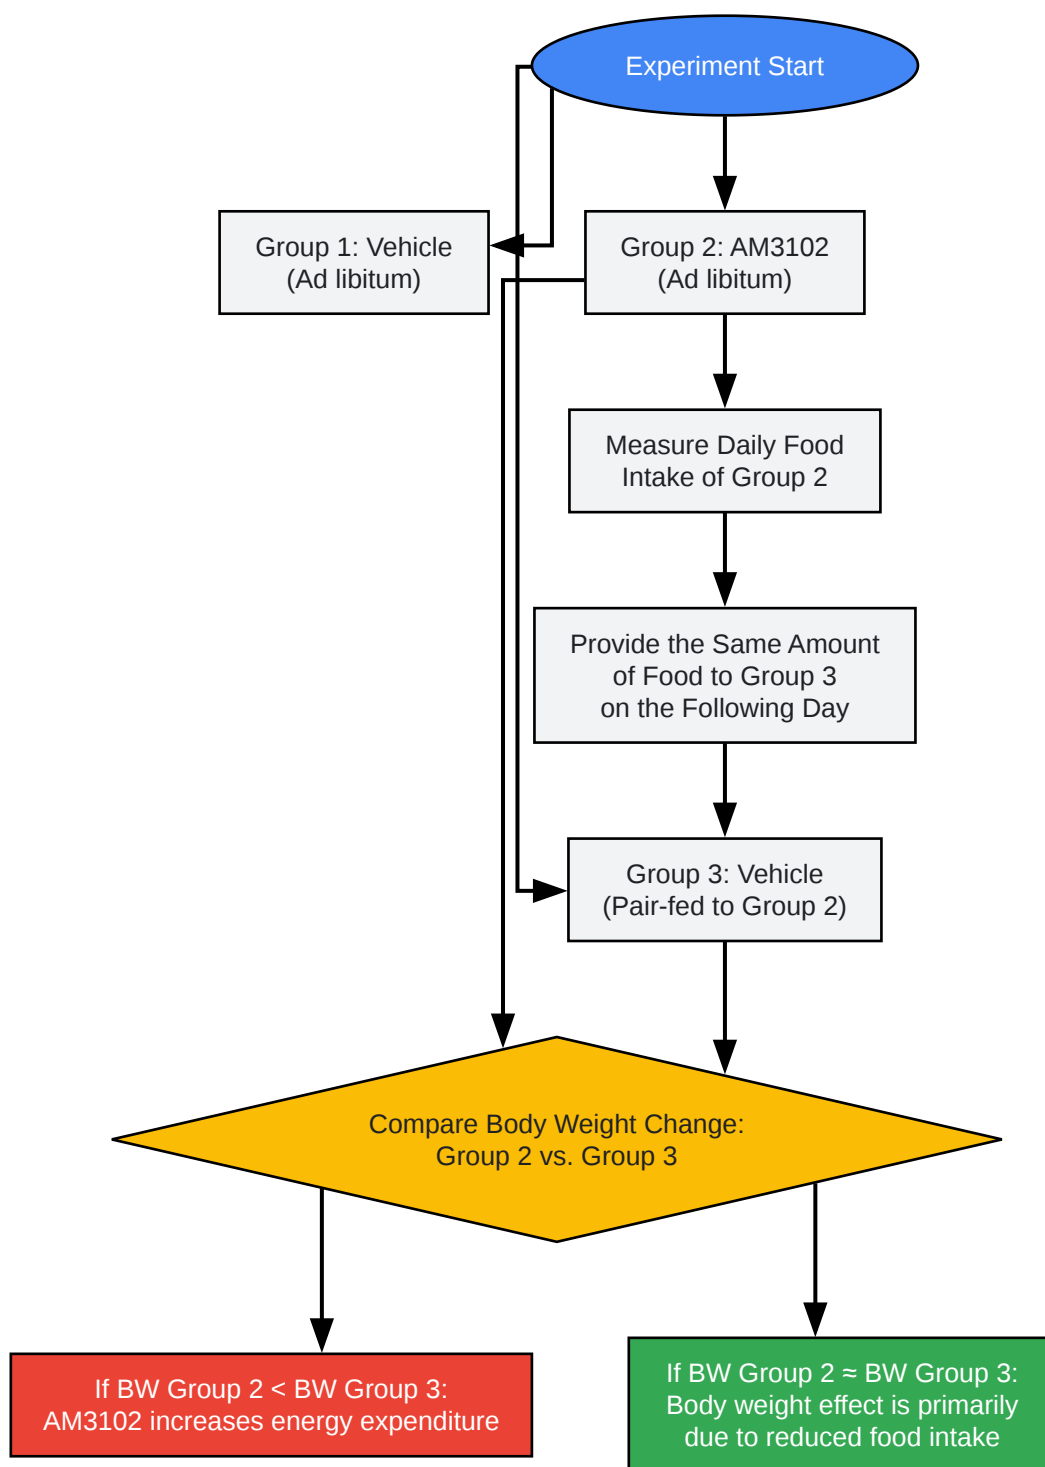 Experiment Start
Group 1: Vehicle
(Ad libitum)
Group 2: AM3102
(Ad libitum)
Measure Daily Food
Intake of Group 2
Provide the Same Amount
of Food to Group 3
on the Following Day
Group 3: Vehicle
(Pair-fed to Group 2)
Compare Body Weight Change:
Group 2 vs. Group 3
If BW Group 2 < BW Group 3:
AM3102 increases energy expenditure
If BW Group 2 ≈ BW Group 3:
Body weight effect is primarily
due to reduced food intake